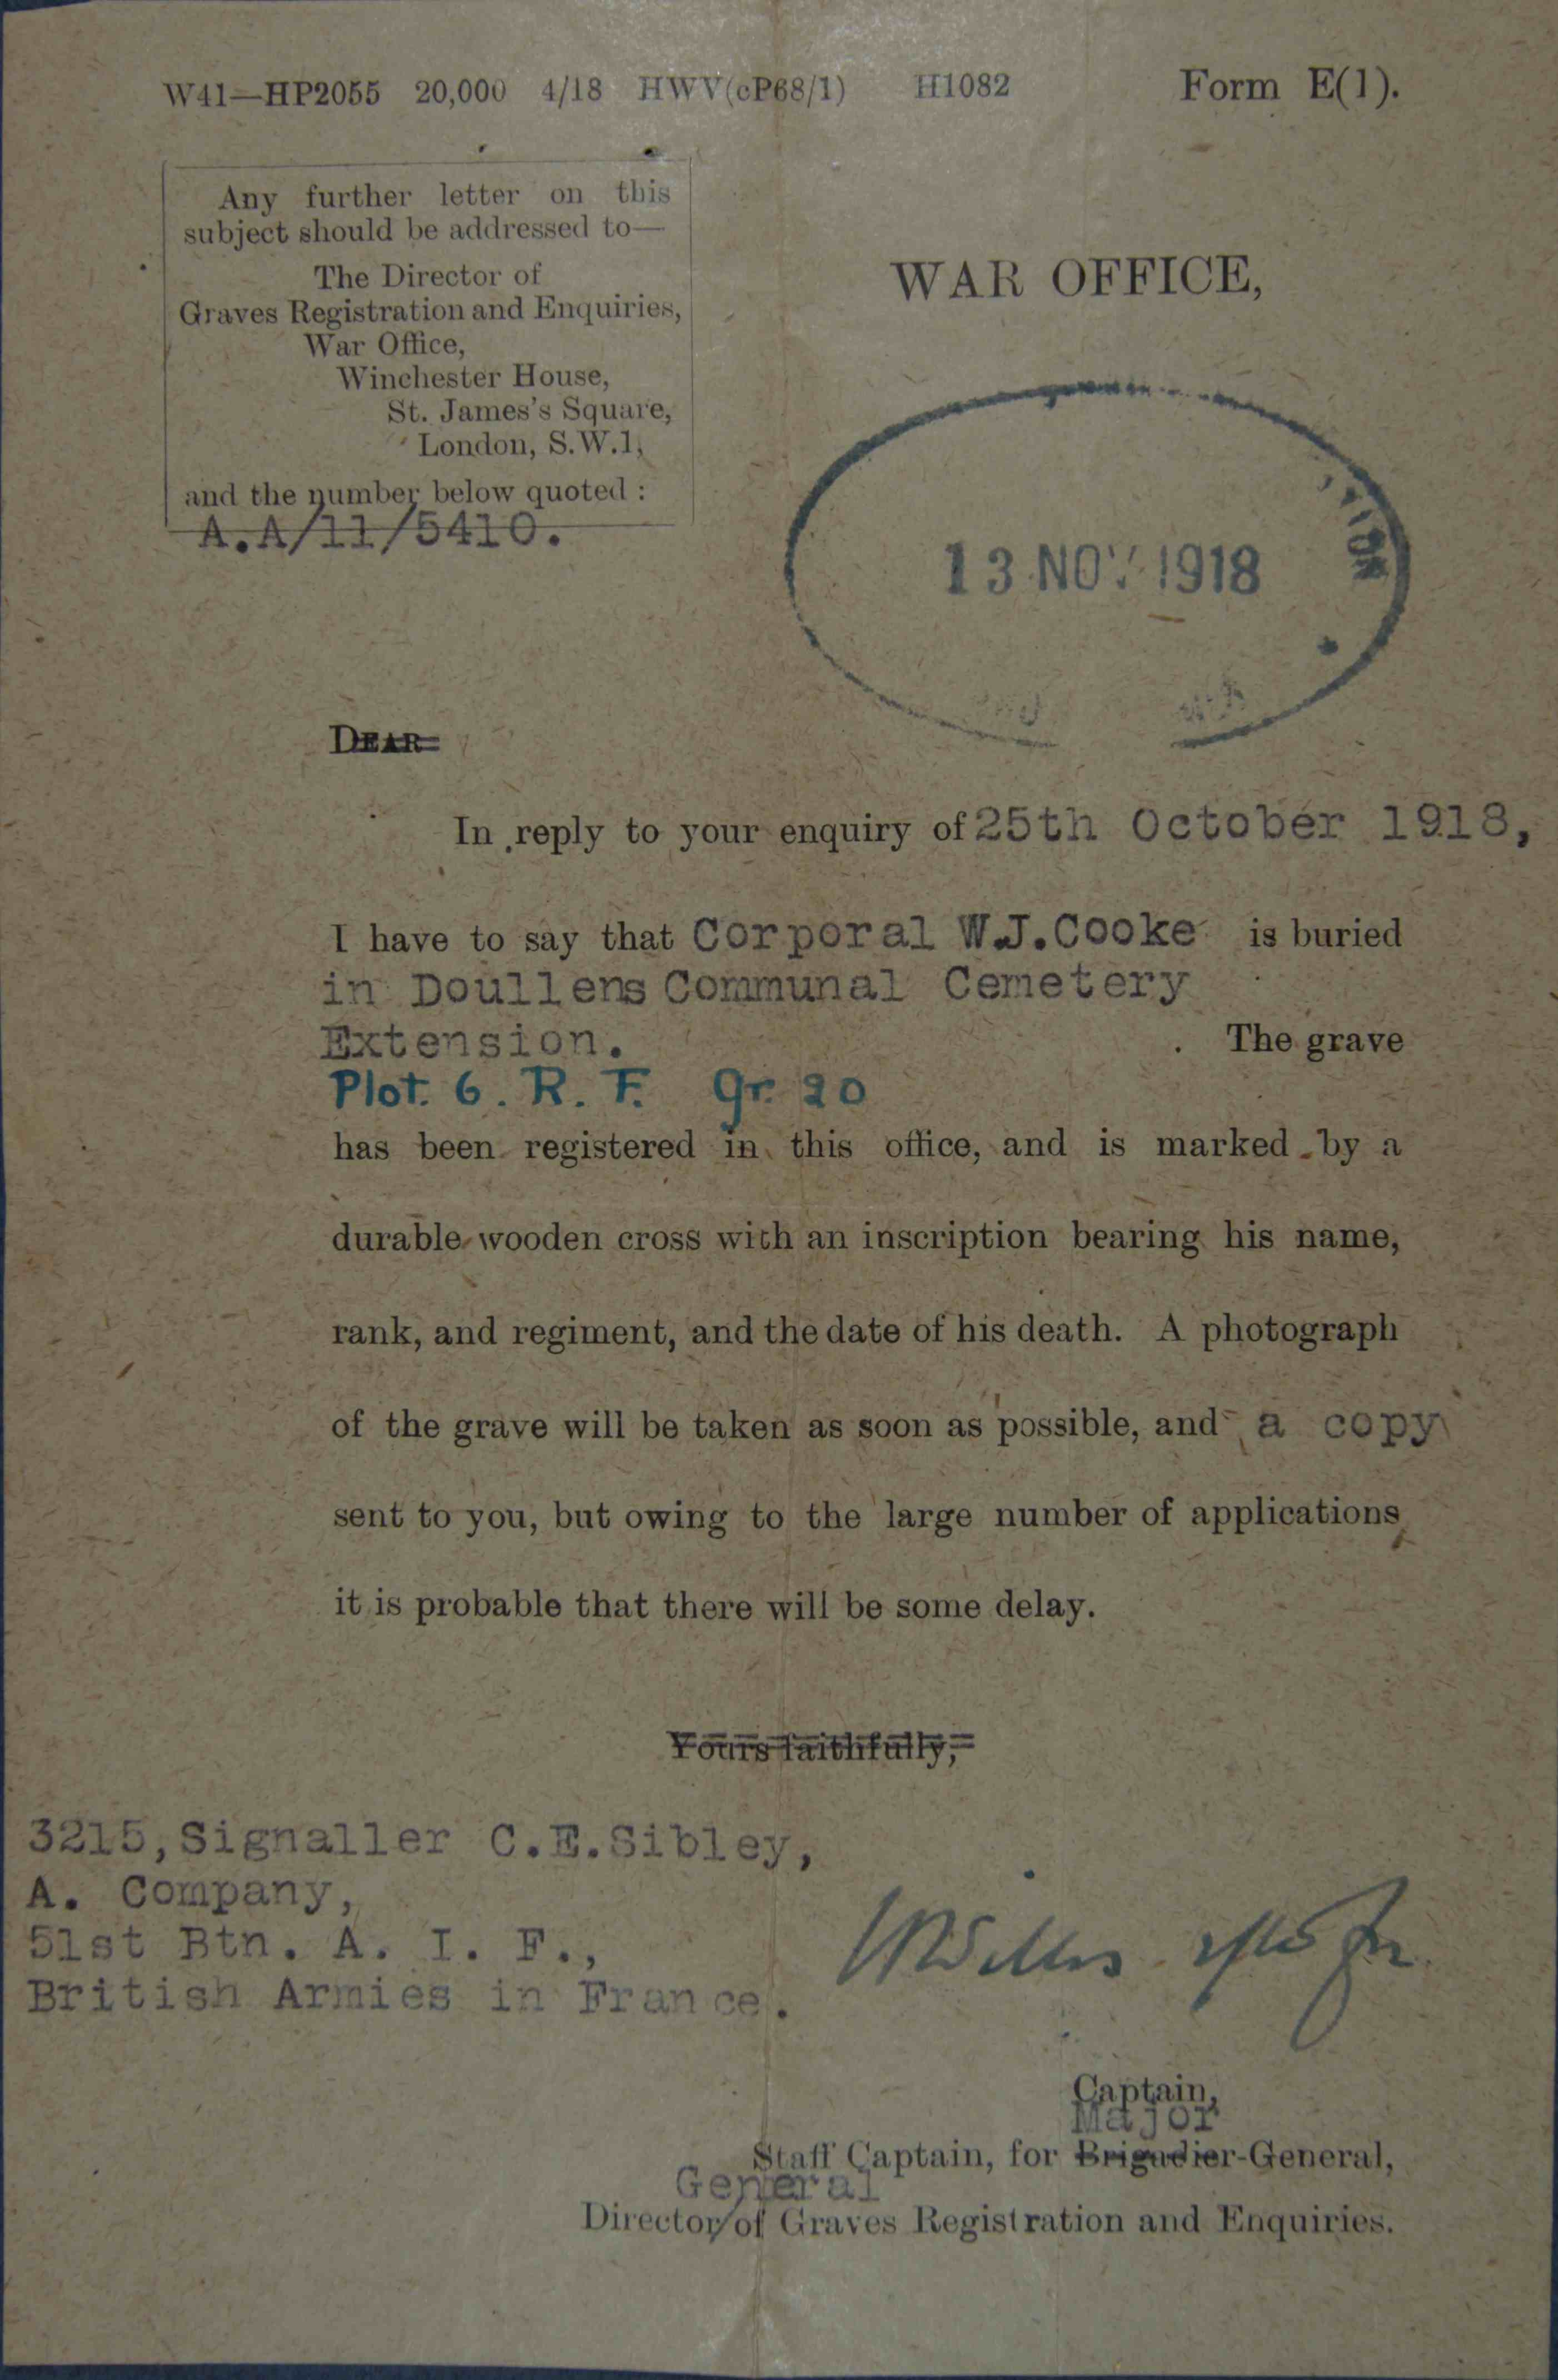 W41—HP2055 20,000 4/18 HWV(cP68/1) H1082 Form E(1).
Any further letter on this
subject should be addressed to—
The Director of
Graves Registration and Enquiries,
War Office,
Winchester House,
St. James's Square,
London, S.W.1,
and the number below quoted :
A.A/11/5410.
WAR OFFICE,
13 NOV 1918
DEAR
In reply to your enquiry of 25th October 1918,
I have to say that Corporal W.J.Cooke is buried
in Doullens Communal Cemetery
Extension. . The grave
Plot. 6. R. F. gr. 20
has been registered in this office, and is marked by a
durable wooden cross with an inscription bearing his name,
rank, and regiment, and the date of his death. A photograph
of the grave will be taken as soon as possible, and a copy
sent to you, but owing to the large number of applications
it is probable that there will be some delay.
Yours faithfully,
3215, Signaller C.E.Sibley,
A. Company,
51st Btn. A. I. F.,
British Armies in France.
Captain,
Major
Staff Captain, for Brigadier-General,
General
Director of Graves Registration and Enquiries.